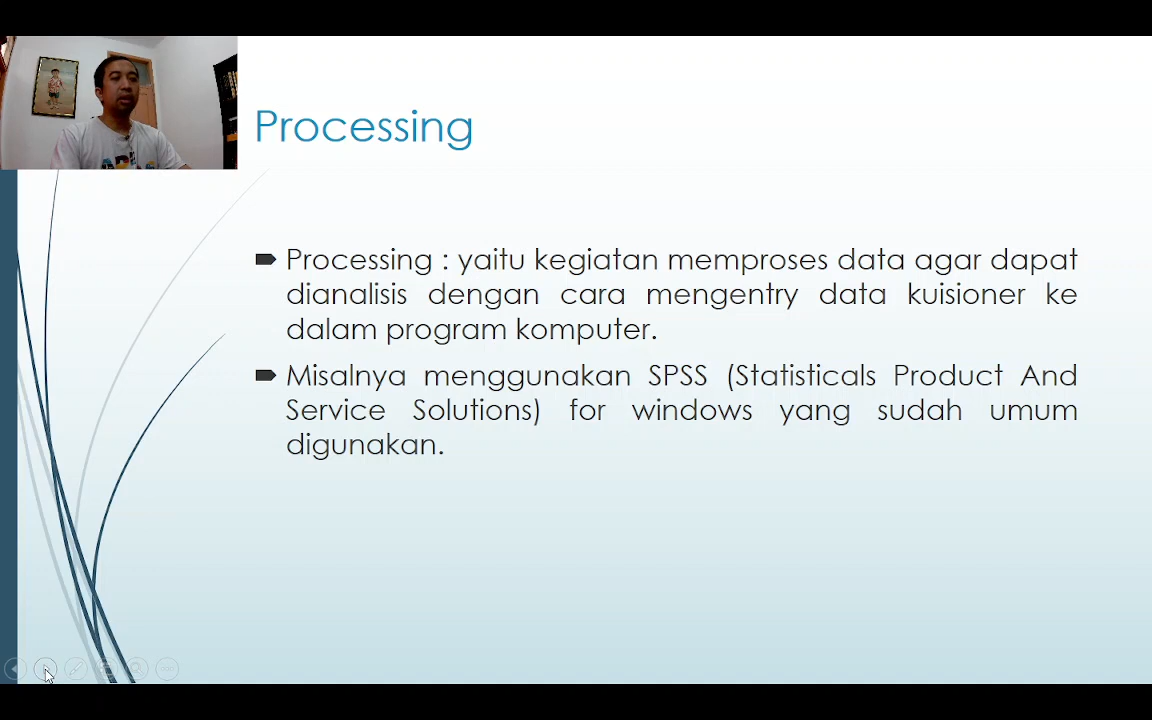 Processing
Processing : yaitu kegiatan memproses data agar dapat
dianalisis dengan cara mengentry data kuisioner ke
dalam program komputer.
Misalnya menggunakan SPSS (Statisticals Product And
Service Solutions) for windows yang sudah umum
digunakan.